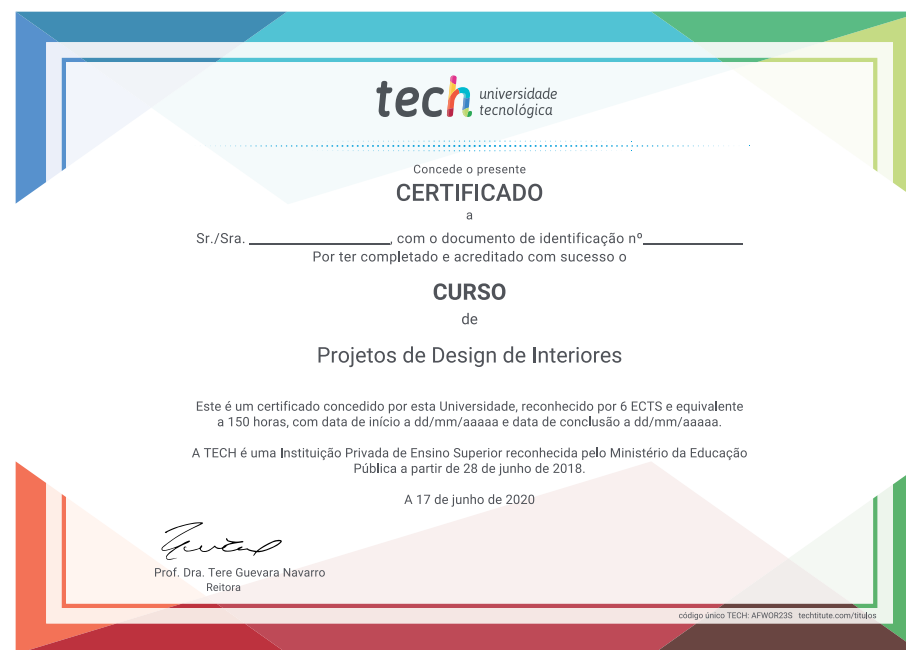 tech universidade
tecnológica
Concede o presente
CERTIFICADO
a
Sr./Sra. _________________, com o documento de identificação nº____________
Por ter completado e acreditado com sucesso o
CURSO
de
Projetos de Design de Interiores
Este é um certificado concedido por esta Universidade, reconhecido por 6 ECTS e equivalente
a 150 horas, com data de início a dd/mm/aaaaa e data de conclusão a dd/mm/aaaaa.
A TECH é uma Instituição Privada de Ensino Superior reconhecida pelo Ministério da Educação
Pública a partir de 28 de junho de 2018.
A 17 de junho de 2020
Prof. Dra. Tere Guevara Navarro
Reitora
código único TECH: AFWOR23S techtitute.com/titulos